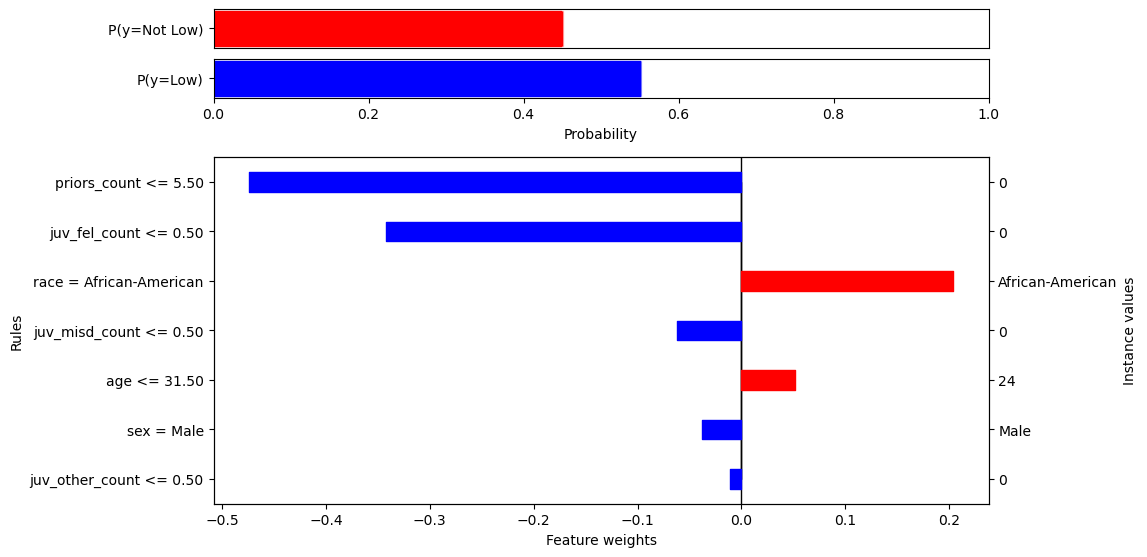 P(y=Not Low)
P(y=Low)
0.0 0.2 0.4 0.6 0.8 1.0
Probability
Rules
priors_count <= 5.50 0
juv_fel_count <= 0.50 0
race = African-American African-American
juv_misd_count <= 0.50 0
age <= 31.50 24
sex = Male Male
juv_other_count <= 0.50 0
Instance values
−0.5 −0.4 −0.3 −0.2 −0.1 0.0 0.1 0.2
Feature weights